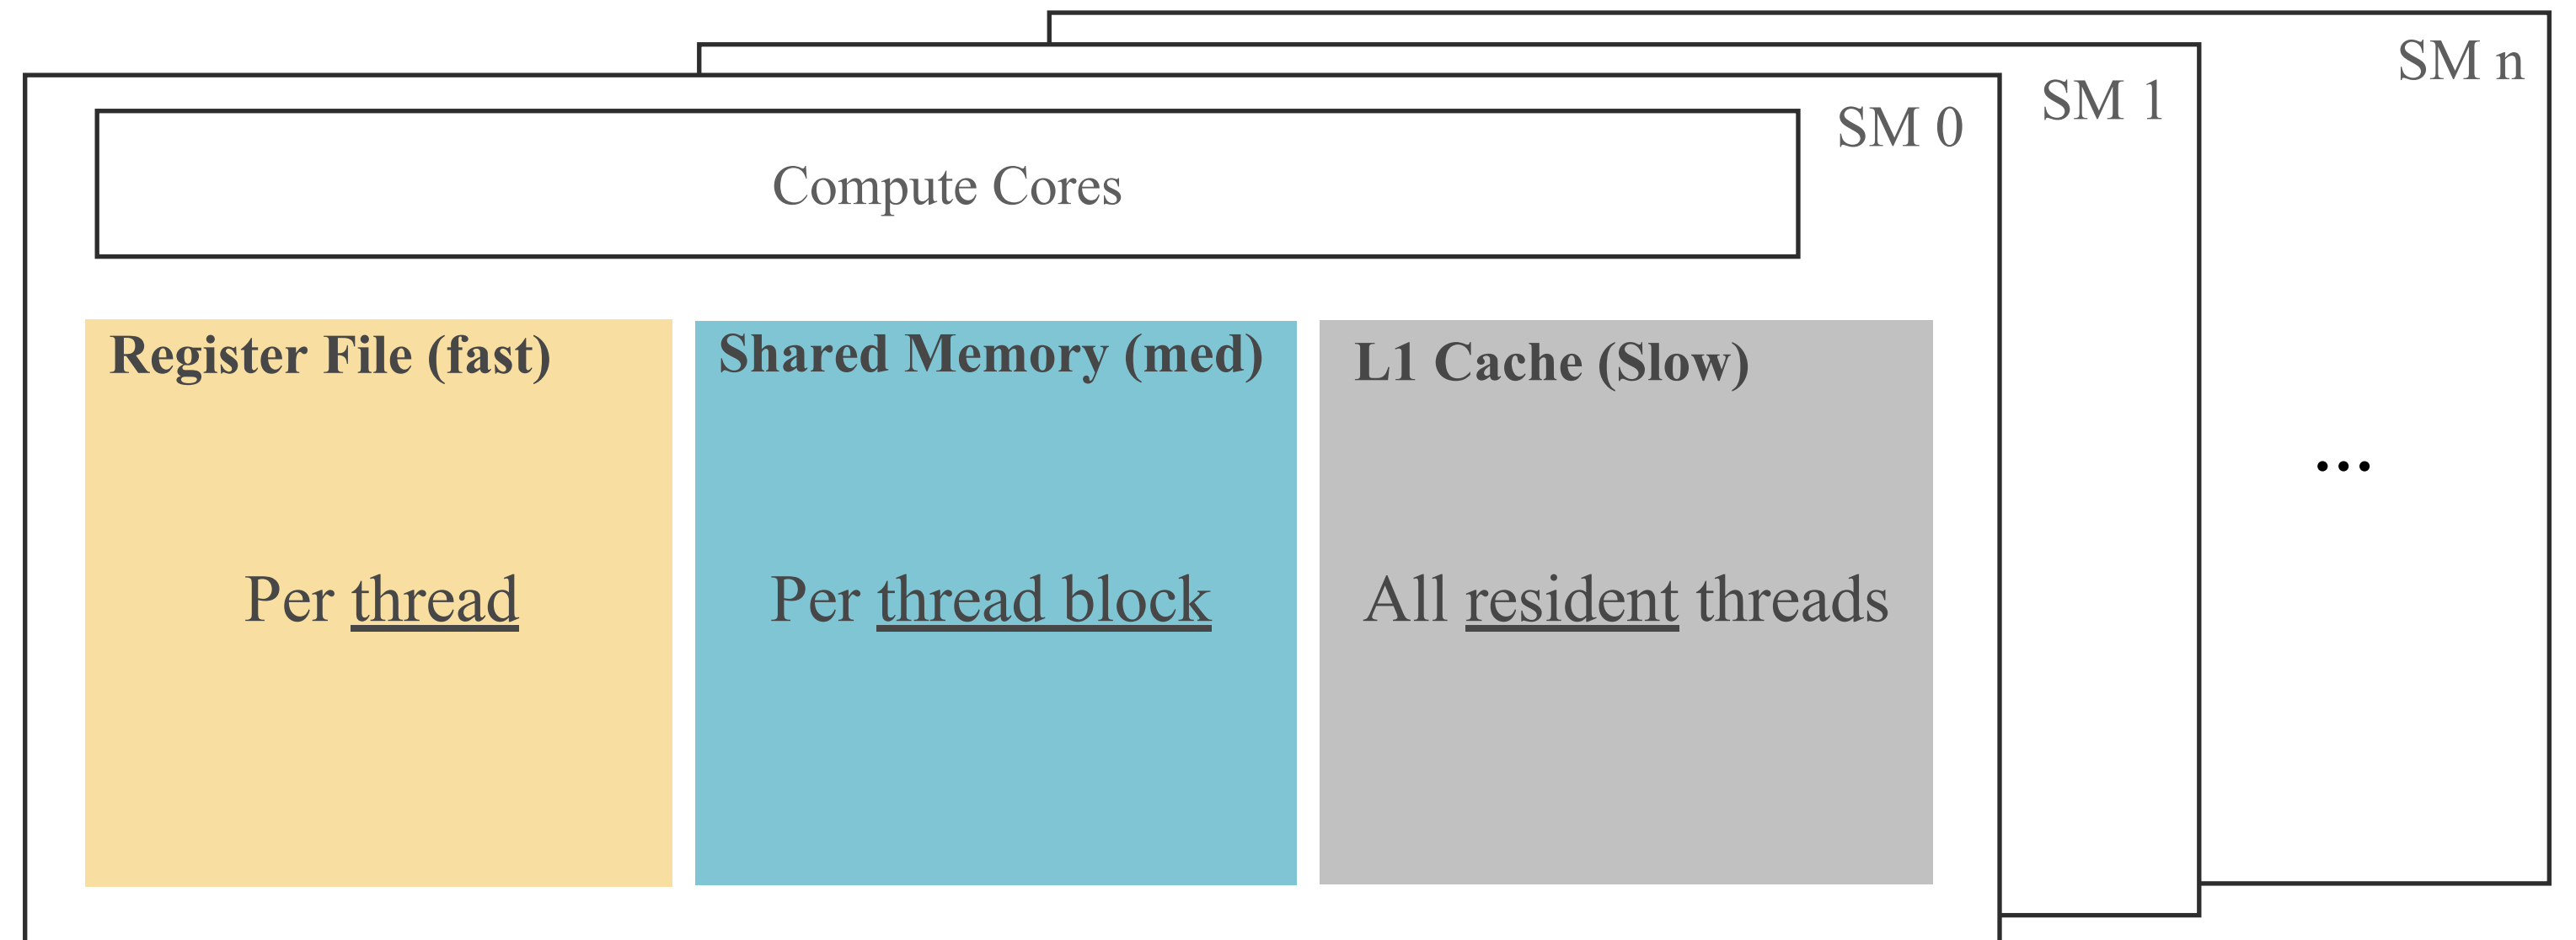 SM n
SM 1
SM 0
Compute Cores
Register File (fast)
Shared Memory (med)
L1 Cache (Slow)
...
Per thread
Per thread block
All resident threads